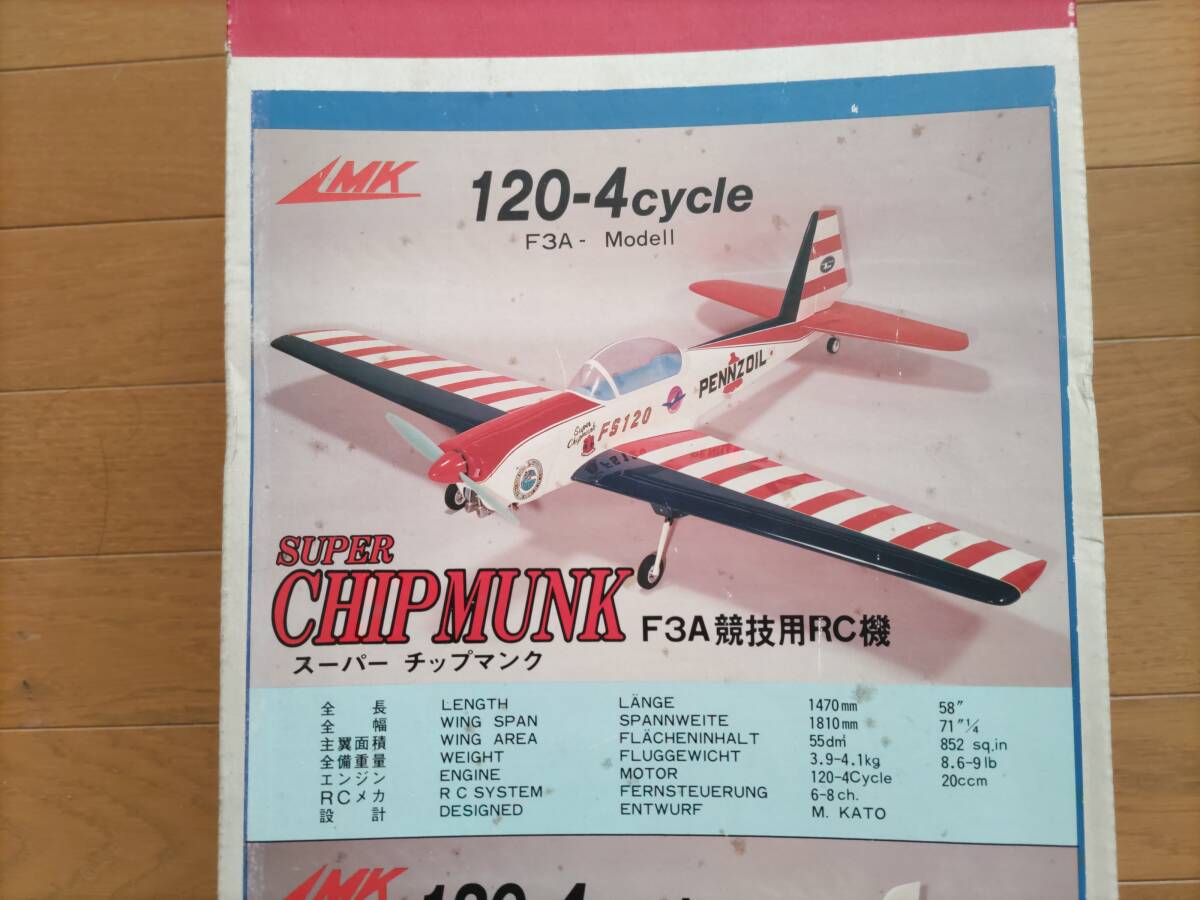 MK
120-4cycle
F3A - Modell
PENNZOIL
Super
Chipmunk
FS120
SUPER
CHIPMUNK
F3A競技用RC機
スーパー チップマンク
全長 LENGTH LÄNGE 1470mm 58″
全幅 WING SPAN SPANNWEITE 1810mm 71″1/4
主翼面積 WING AREA FLÄCHENINHALT 55dm² 852 sq.in
全備重量 WEIGHT FLUGGEWICHT 3.9-4.1kg 8.6-9lb
エンジン ENGINE MOTOR 120-4Cycle 20ccm
RCメカ RC SYSTEM FERNSTEUERUNG 6-8ch.
設計 DESIGNED ENTWURF M. KATO
MK